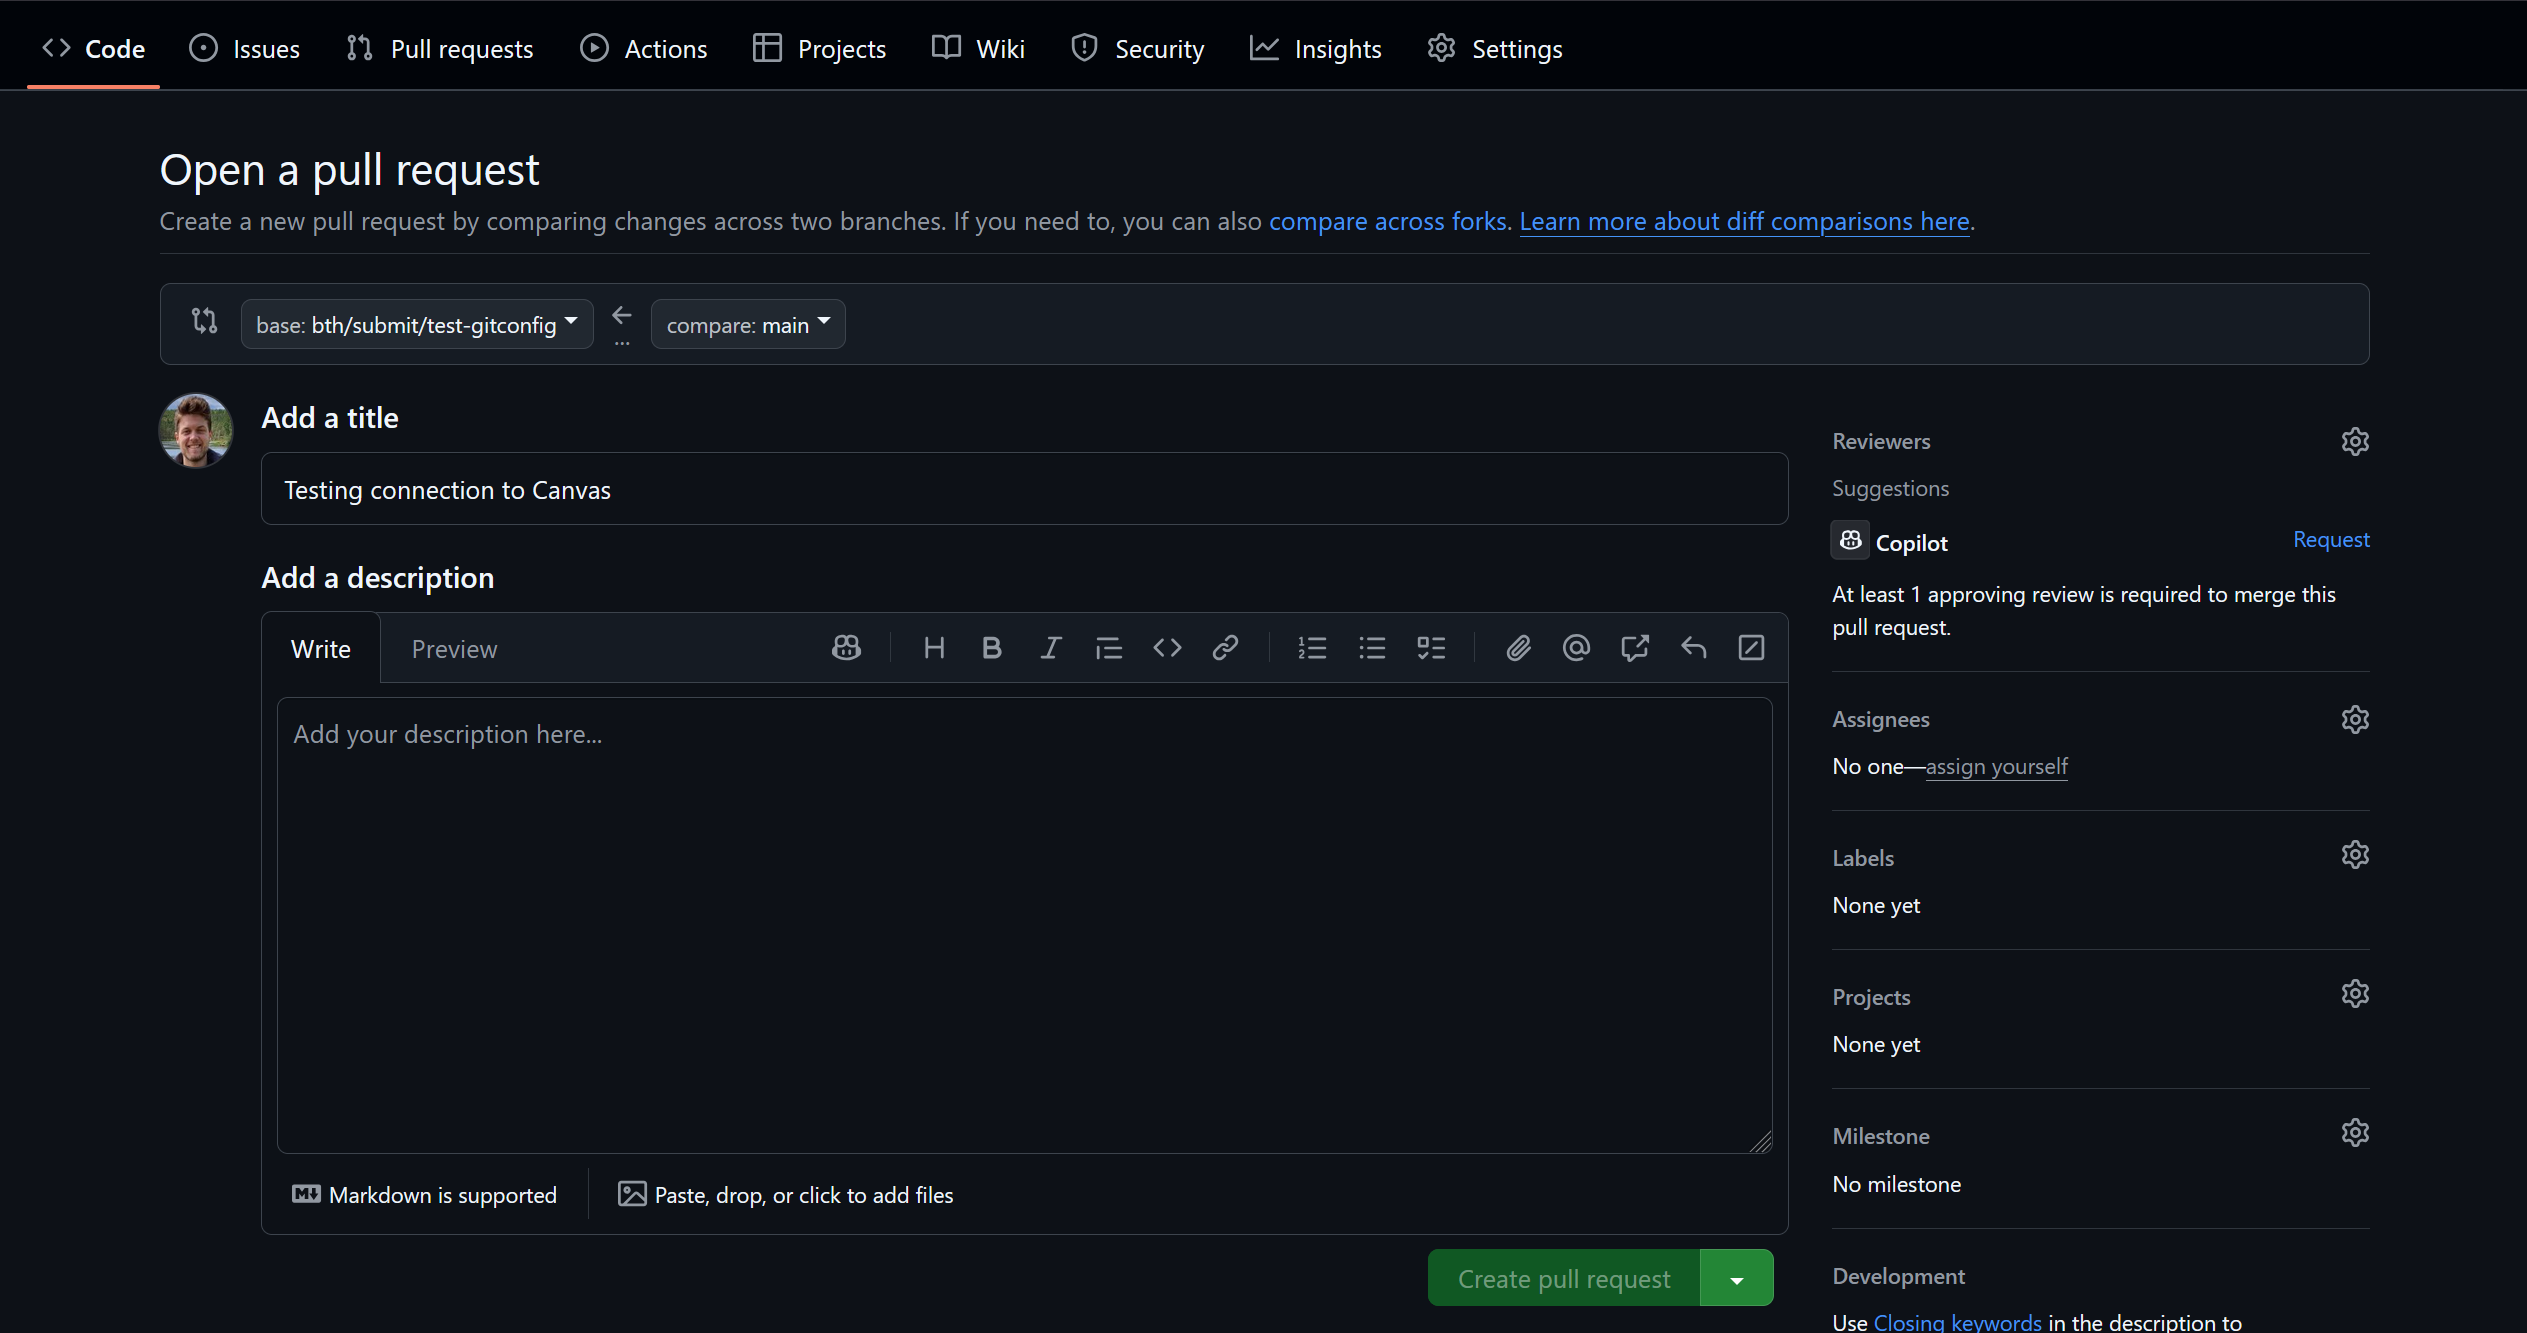 Code Issues Pull requests Actions Projects Wiki Security Insights Settings
Open a pull request
Create a new pull request by comparing changes across two branches. If you need to, you can also compare across forks. Learn more about diff comparisons here.
base: bth/submit/test-gitconfig ← ... compare: main
Add a title
Testing connection to Canvas
Add a description
Write Preview
Add your description here...
Markdown is supported
Paste, drop, or click to add files
Create pull request
Reviewers
Suggestions
Copilot Request
At least 1 approving review is required to merge this
pull request.
Assignees
No one—assign yourself
Labels
None yet
Projects
None yet
Milestone
No milestone
Development
Use Closing keywords in the description to